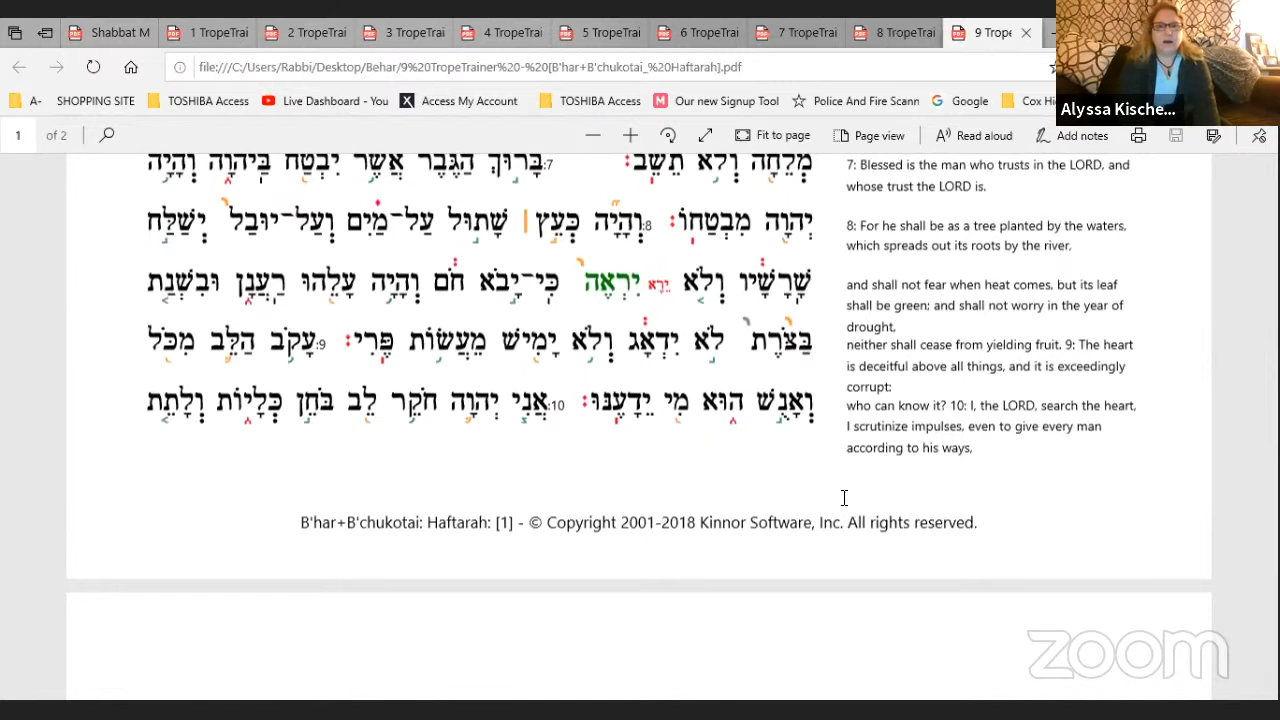 Shabbat M
1 TropeTrai
2 TropeTrai
3 TropeTrai
4 TropeTrai
5 TropeTrai
6 TropeTrai
7 TropeTrai
8 TropeTrai
9 Trope
file:///C:/Users/Rabbi/Desktop/Behar/9%20TropeTrainer%20-%20[B'har+B'chukotai_%20Haftarah].pdf
A- SHOPPING SITE
TOSHIBA Access
Live Dashboard - You
Access My Account
TOSHIBA Access
Our new Signup Tool
Police And Fire Scann
Google
Cox Hi
Alyssa Kische...
1 of 2
Fit to page
Page view
Read aloud
Add notes
מְלֵחָה וְלֹא תֵשֵׁב׃ 7: בָּרוּךְ הַגֶּבֶר אֲשֶׁר יִבְטַח בַּיהוָה וְהָיָה
יְהוָה מִבְטַחוֹ׃ 8: וְהָיָה כְּעֵץ ׀ שָׁתוּל עַל־מַיִם וְעַל־יוּבַל יְשַׁלַּח
שָׁרָשָׁיו וְלֹא ירא יִרְאֶה כִּי־יָבֹא חֹם וְהָיָה עָלֵהוּ רַעֲנָן וּבִשְׁנַת
בַּצֹּרֶת לֹא יִדְאָג וְלֹא יָמִישׁ מֵעֲשׂוֹת פֶּרִי׃ 9: עָקֹב הַלֵּב מִכֹּל
וְאָנֻשׁ הוּא מִי יֵדָעֶנּוּ׃ 10: אֲנִי יְהוָה חֹקֵר לֵב בֹּחֵן כְּלָיוֹת וְלָתֵת
7: Blessed is the man who trusts in the LORD, and
whose trust the LORD is.
8: For he shall be as a tree planted by the waters,
which spreads out its roots by the river,
and shall not fear when heat comes, but its leaf
shall be green; and shall not worry in the year of
drought,
neither shall cease from yielding fruit. 9: The heart
is deceitful above all things, and it is exceedingly
corrupt:
who can know it? 10: I, the LORD, search the heart,
I scrutinize impulses, even to give every man
according to his ways,
B'har+B'chukotai: Haftarah: [1] - © Copyright 2001-2018 Kinnor Software, Inc. All rights reserved.
zoom